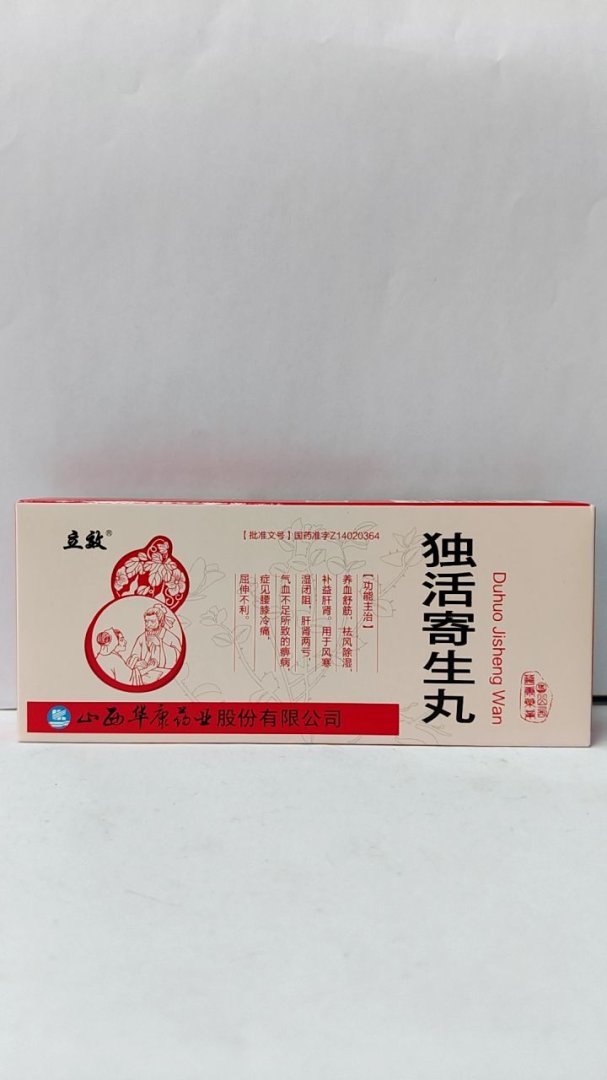 立效®
【批准文号】国药准字Z14020364
独活寄生丸
Duhuo Jisheng Wan
【功能主治】
养血舒筋，祛风除湿，
补益肝肾。用于风寒
湿闭阻，肝肾两亏，
气血不足所致的痹病，
症见腰膝冷痛，
屈伸不利。
山西华康药业股份有限公司